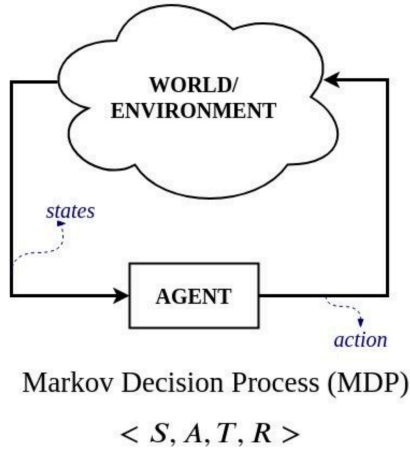 WORLD/
ENVIRONMENT
states
AGENT
action
Markov Decision Process (MDP)
< S, A, T, R >